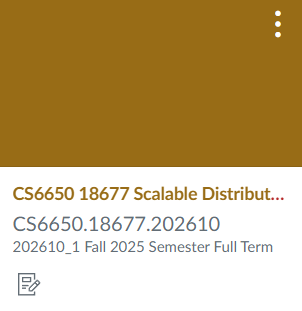 CS6650 18677 Scalable Distribut...
CS6650.18677.202610
202610_1 Fall 2025 Semester Full Term